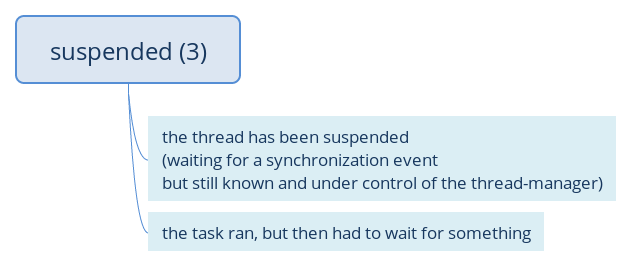 suspended (3)
the thread has been suspended
(waiting for a synchronization event
but still known and under control of the thread-manager)
the task ran, but then had to wait for something